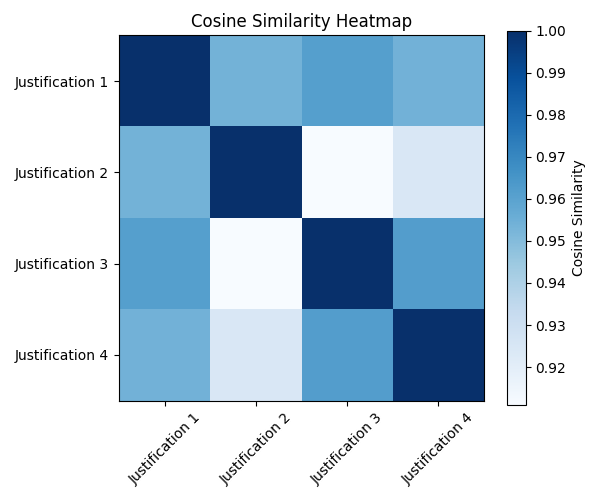 Cosine Similarity Heatmap
Justification 1
Justification 2
Justification 3
Justification 4
Justification 1
Justification 2
Justification 3
Justification 4
1.00
0.99
0.98
0.97
0.96
0.95
0.94
0.93
0.92
Cosine Similarity